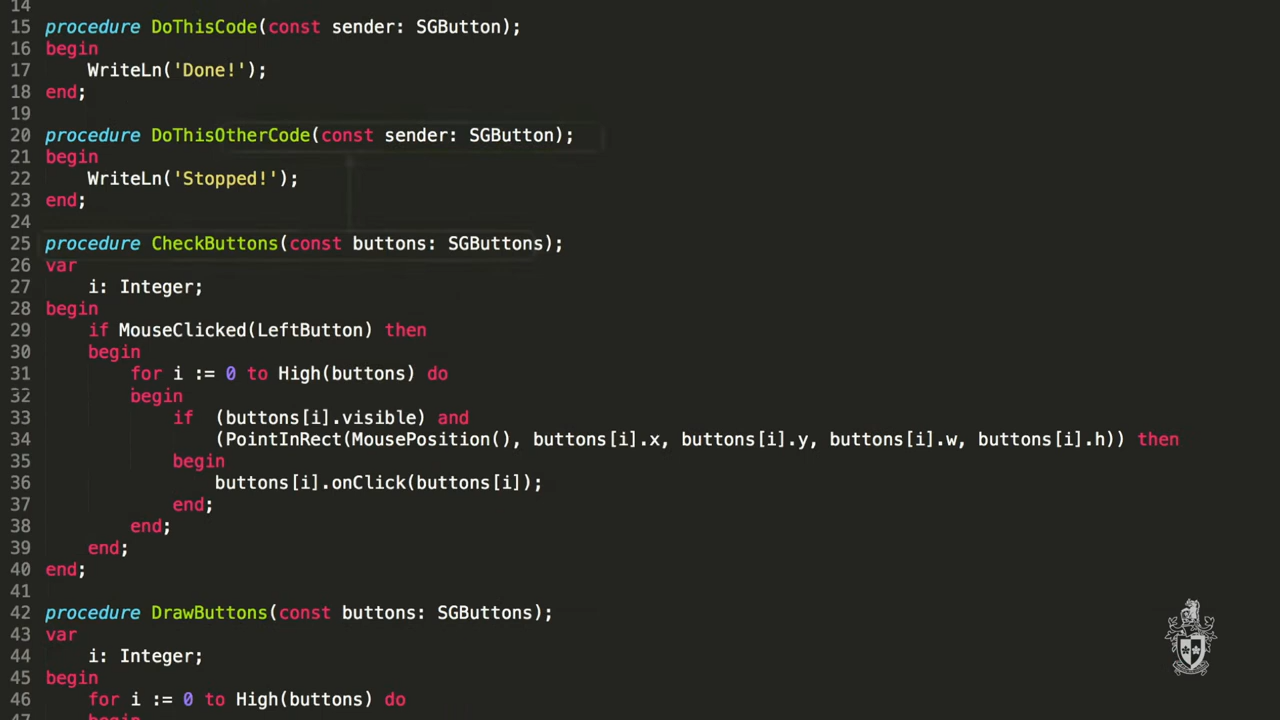 14
15 procedure DoThisCode(const sender: SGButton);
16 begin
17     WriteLn('Done!');
18 end;
19
20 procedure DoThisOtherCode(const sender: SGButton);
21 begin
22     WriteLn('Stopped!');
23 end;
24
25 procedure CheckButtons(const buttons: SGButtons);
26 var
27     i: Integer;
28 begin
29     if MouseClicked(LeftButton) then
30     begin
31         for i := 0 to High(buttons) do
32         begin
33             if  (buttons[i].visible) and
34                 (PointInRect(MousePosition(), buttons[i].x, buttons[i].y, buttons[i].w, buttons[i].h)) then
35             begin
36                 buttons[i].onClick(buttons[i]);
37             end;
38         end;
39     end;
40 end;
41
42 procedure DrawButtons(const buttons: SGButtons);
43 var
44     i: Integer;
45 begin
46     for i := 0 to High(buttons) do
47     begin